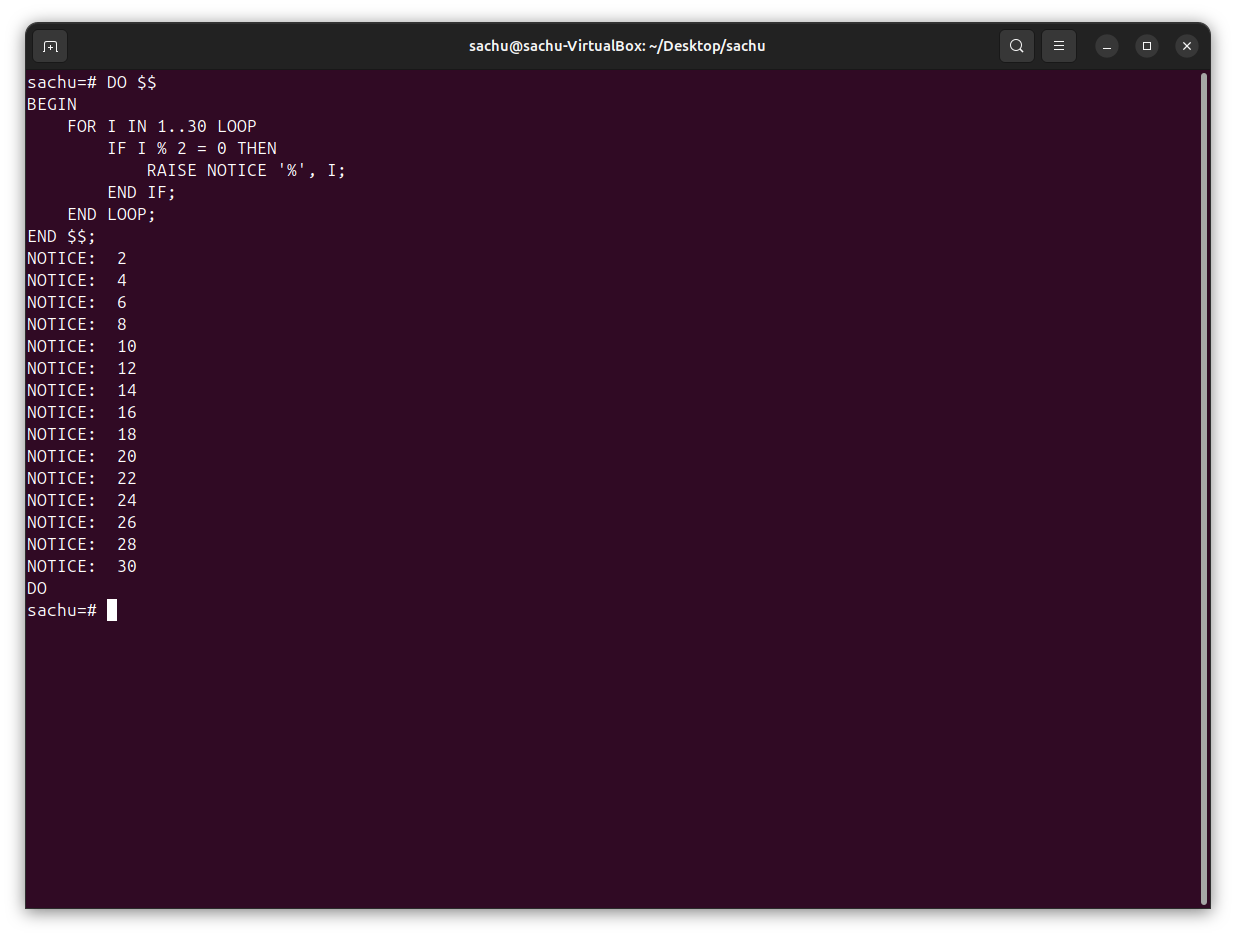 sachu@sachu-VirtualBox: ~/Desktop/sachu
sachu=# DO $$
BEGIN
    FOR I IN 1..30 LOOP
        IF I % 2 = 0 THEN
            RAISE NOTICE '%', I;
        END IF;
    END LOOP;
END $$;
NOTICE:  2
NOTICE:  4
NOTICE:  6
NOTICE:  8
NOTICE:  10
NOTICE:  12
NOTICE:  14
NOTICE:  16
NOTICE:  18
NOTICE:  20
NOTICE:  22
NOTICE:  24
NOTICE:  26
NOTICE:  28
NOTICE:  30
DO
sachu=#